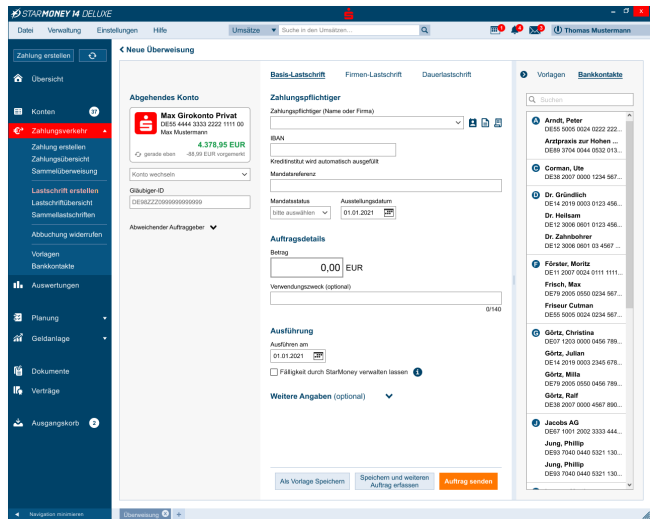 STARMONEY 14 DELUXE
Datei Verwaltung Einstellungen Hilfe Umsätze Suche in den Umsätzen... Thomas Mustermann
Zahlung erstellen
Übersicht
Konten 37
Zahlungsverkehr
Zahlung erstellen
Zahlungsübersicht
Sammelüberweisung
Lastschrift erstellen
Lastschriftübersicht
Sammellastschriften
Abbuchung widerrufen
Vorlagen
Bankkontakte
Auswertungen
Planung
Geldanlage
Dokumente
Verträge
Ausgangskorb 2
Navigation minimieren
Neue Überweisung
Abgehendes Konto
Max Girokonto Privat
DE55 4444 3333 2222 1111 00
Max Mustermann
4.378,95 EUR
gerade eben -88,99 EUR vorgemerkt
Konto wechseln
Gläubiger-ID
DE98ZZZ0999999999999
Abweichender Auftraggeber
Basis-Lastschrift Firmen-Lastschrift Dauerlastschrift
Zahlungspflichtiger
Zahlungspflichtiger (Name oder Firma)
IBAN
Kreditinstitut wird automatisch ausgefüllt
Mandatsreferenz
Mandatsstatus Ausstellungsdatum
bitte auswählen 01.01.2021
Auftragsdetails
Betrag
0,00 EUR
Verwendungszweck (optional)
0/140
Ausführung
Ausführen am
01.01.2021
Fälligkeit durch StarMoney verwalten lassen
Weitere Angaben (optional)
Als Vorlage Speichern
Speichern und weiteren
Auftrag erfassen
Auftrag senden
Vorlagen Bankkontakte
Suchen
A Arndt, Peter
DE55 5005 0024 0222 222...
Arztpraxis zur Hohen ...
DE89 3704 0044 0532 013...
C Corman, Ute
DE38 2007 0000 1234 567...
D Dr. Gründlich
DE14 2019 0003 0123 456...
Dr. Heilsam
DE12 3006 0601 0123 456...
Dr. Zahnbohrer
DE12 3006 0601 03 4567 ...
F Förster, Moritz
DE11 2007 0024 0111 1111...
Frisch, Max
DE79 2005 0550 0234 567...
Friseur Cutman
DE55 5005 0024 0234 567...
G Görtz, Christina
DE07 1203 0000 0456 789...
Görtz, Julian
DE14 2019 0003 2345 678...
Görtz, Milla
DE79 2005 0550 0456 789...
Görtz, Ralf
DE38 2007 0000 4567 890...
J Jacobs AG
DE67 1001 2002 3333 444...
Jung, Phillip
DE93 7040 0440 5321 130...
Jung, Phillip
DE93 7040 0440 5321 130...
Überweisung